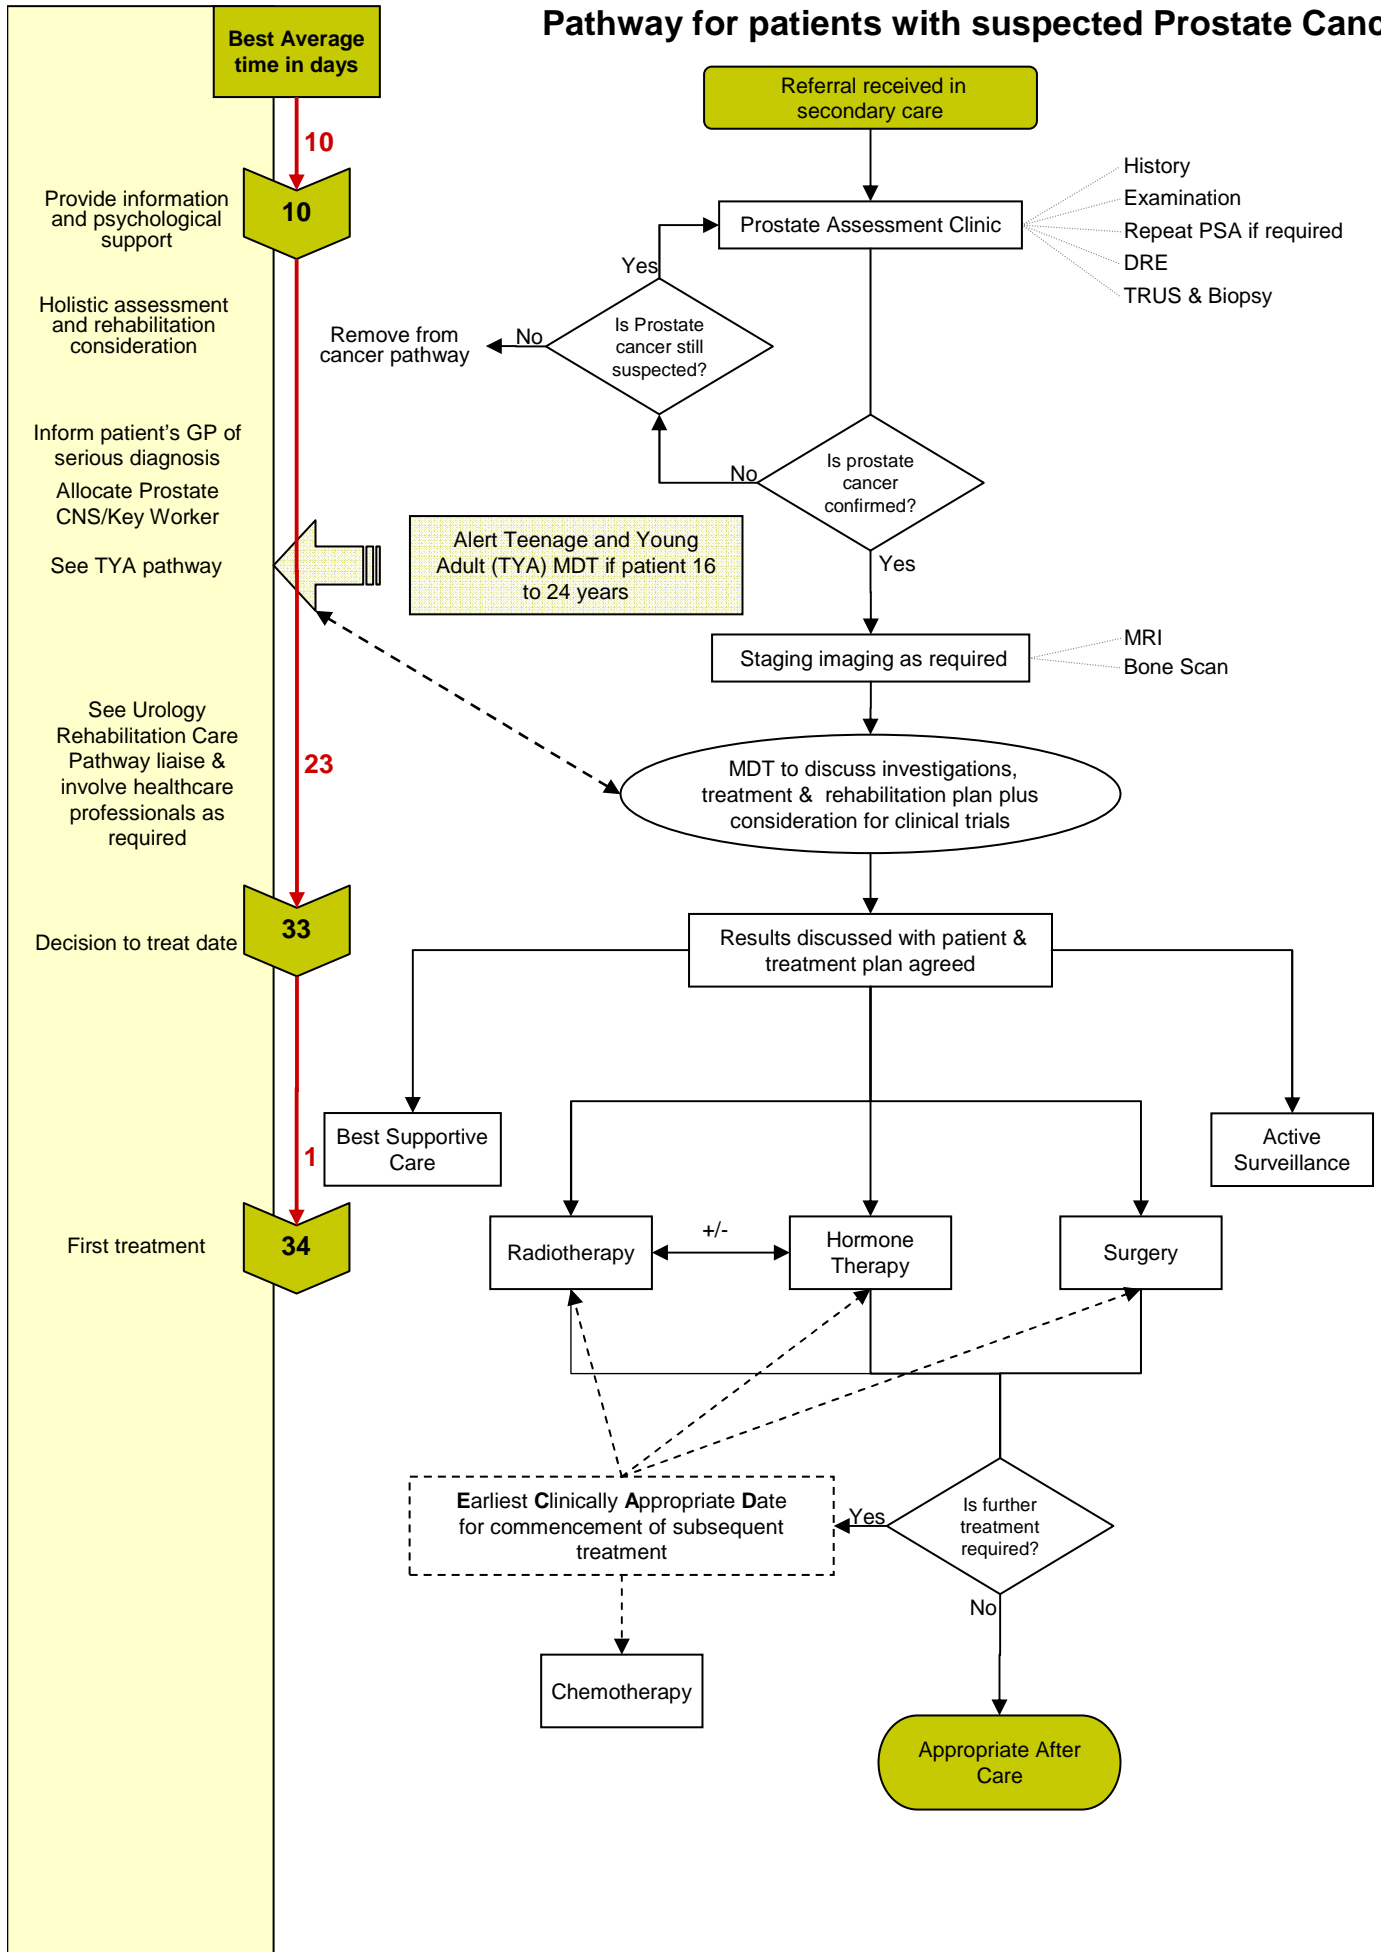 Pathway for patients with suspected Prostate Canc
Best Average
time in days
Referral received in
secondary care
10
History
Examination
Repeat PSA if required
DRE
TRUS & Biopsy
Provide information
and psychological
support
10
Prostate Assessment Clinic
Yes
Holistic assessment
and rehabilitation
consideration
Remove from
cancer pathway
No
Is Prostate
cancer still
suspected?
Inform patient's GP of
serious diagnosis
Allocate Prostate
CNS/Key Worker
No
Is prostate
cancer
confirmed?
See TYA pathway
Alert Teenage and Young
Adult (TYA) MDT if patient 16
to 24 years
Yes
Staging imaging as required
MRI
Bone Scan
See Urology
Rehabilitation Care
Pathway liaise &
involve healthcare
professionals as
required
23
MDT to discuss investigations,
treatment & rehabilitation plan plus
consideration for clinical trials
Decision to treat date
33
Results discussed with patient &
treatment plan agreed
1
Best Supportive
Care
Active
Surveillance
First treatment
34
Radiotherapy
+/-
Hormone
Therapy
Surgery
Earliest Clinically Appropriate Date
for commencement of subsequent
treatment
Yes
Is further
treatment
required?
No
Chemotherapy
Appropriate After
Care